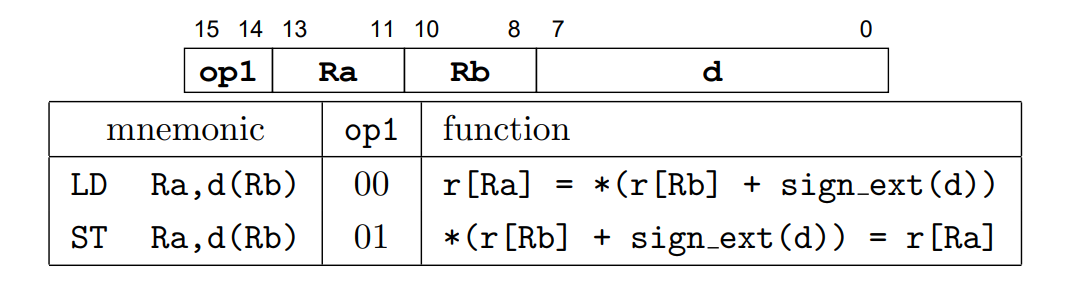 15 14 13 11 10 8 7 0
op1 Ra Rb d
mnemonic op1 function
LD Ra,d(Rb) 00 r[Ra] = *(r[Rb] + sign_ext(d))
ST Ra,d(Rb) 01 *(r[Rb] + sign_ext(d)) = r[Ra]